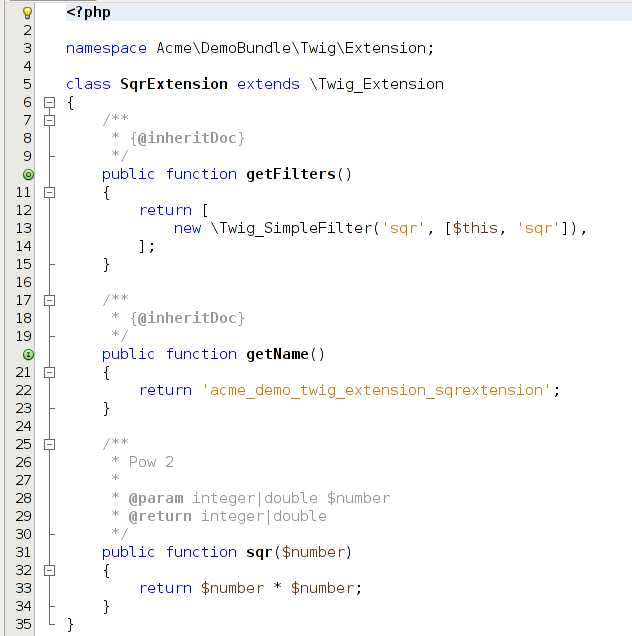 <?php
2
3 namespace Acme\DemoBundle\Twig\Extension;
4
5 class SqrExtension extends \Twig_Extension
6 {
7     /**
8      * {@inheritDoc}
9      */
    public function getFilters()
11     {
12         return [
13             new \Twig_SimpleFilter('sqr', [$this, 'sqr']),
14         ];
15     }
16
17     /**
18      * {@inheritDoc}
19      */
    public function getName()
21     {
22         return 'acme_demo_twig_extension_sqrextension';
23     }
24
25     /**
26      * Pow 2
27      *
28      * @param integer|double $number
29      * @return integer|double
30      */
31     public function sqr($number)
32     {
33         return $number * $number;
34     }
35 }